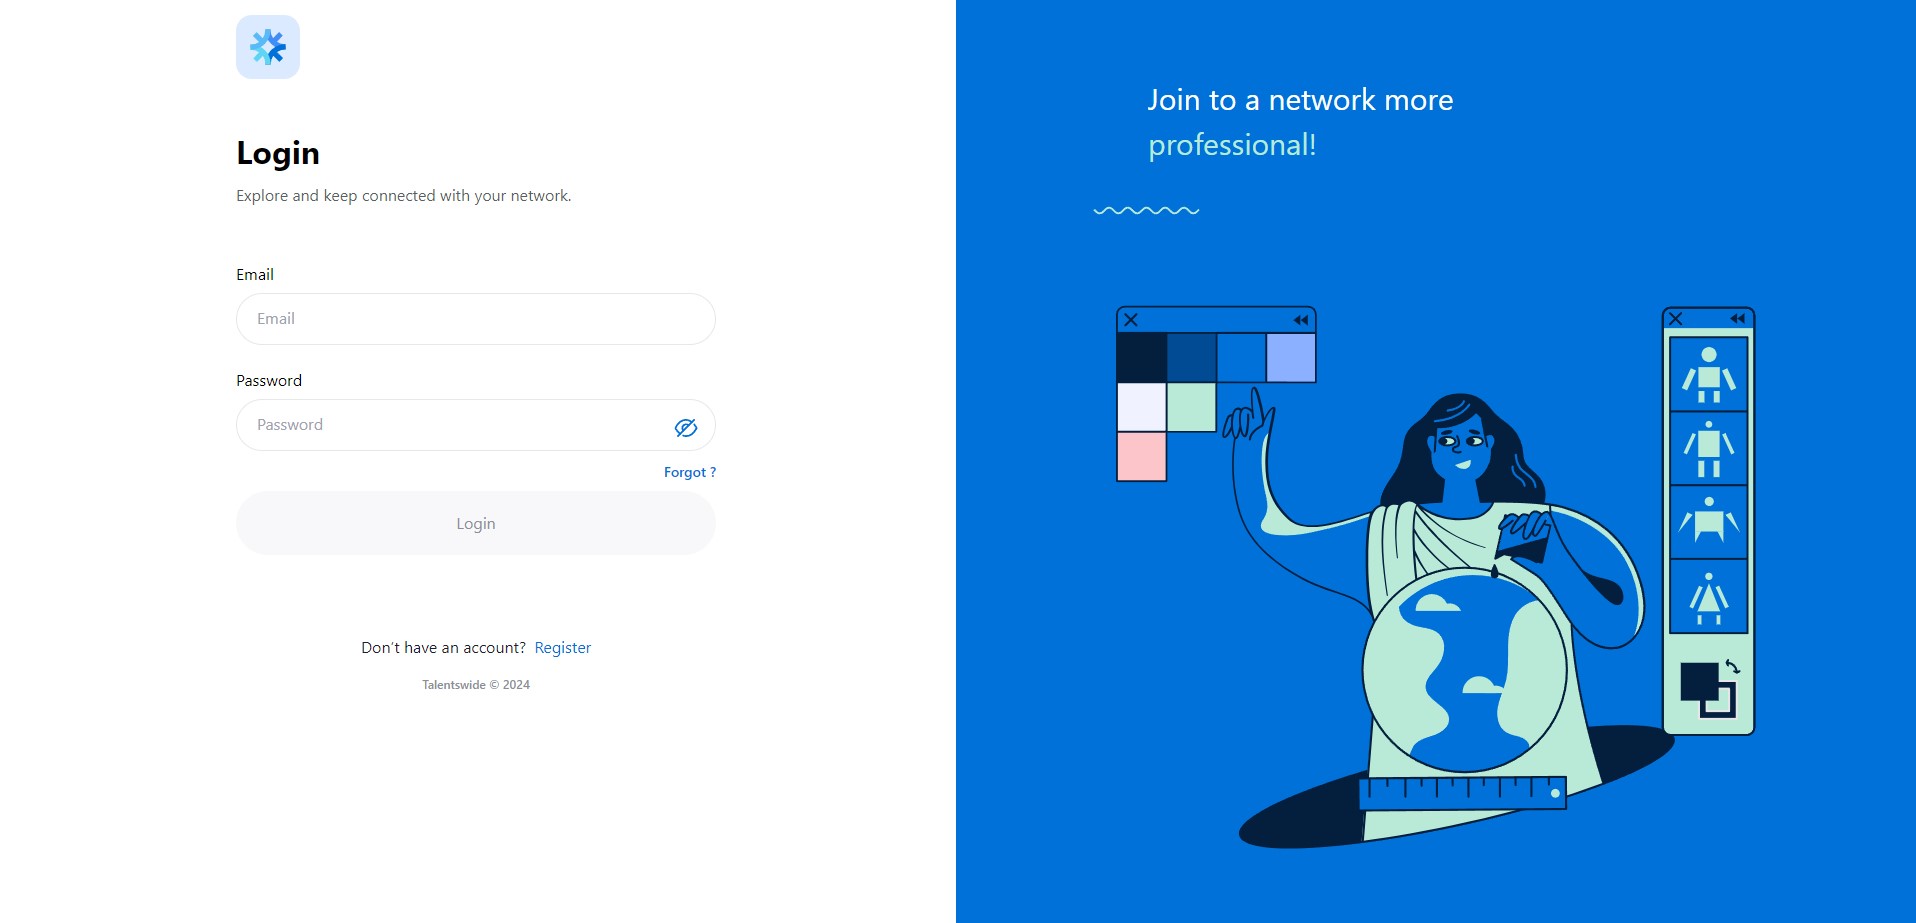 Login
Explore and keep connected with your network.
Email
Email
Password
Password
Forgot ?
Login
Don't have an account? Register
Talentswide © 2024
Join to a network more
professional!